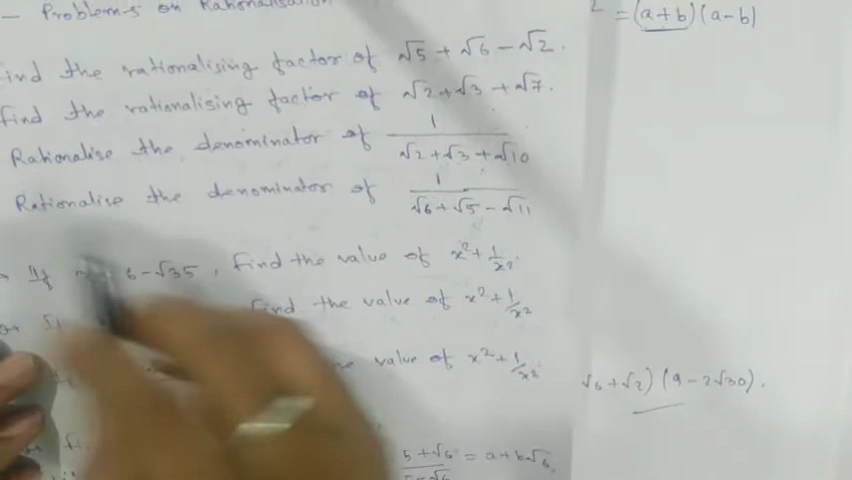 – Problems on Rationalisation
= (a+b)(a-b)
ind the rationalising factor of √5 + √6 - √2.
find the rationalising factor of √2 + √3 + √7.
Rationalise the denominator of 1/(√2 + √3 + √10)
Rationalise the denominator of 1/(√6 + √5 - √11)
If 6 - √35, find the value of x² + 1/x².
find the value of x² + 1/x²
value of x² + 1/x²
√6 + √2) (9 - 2√30).
5 + √6 = a + b√6.